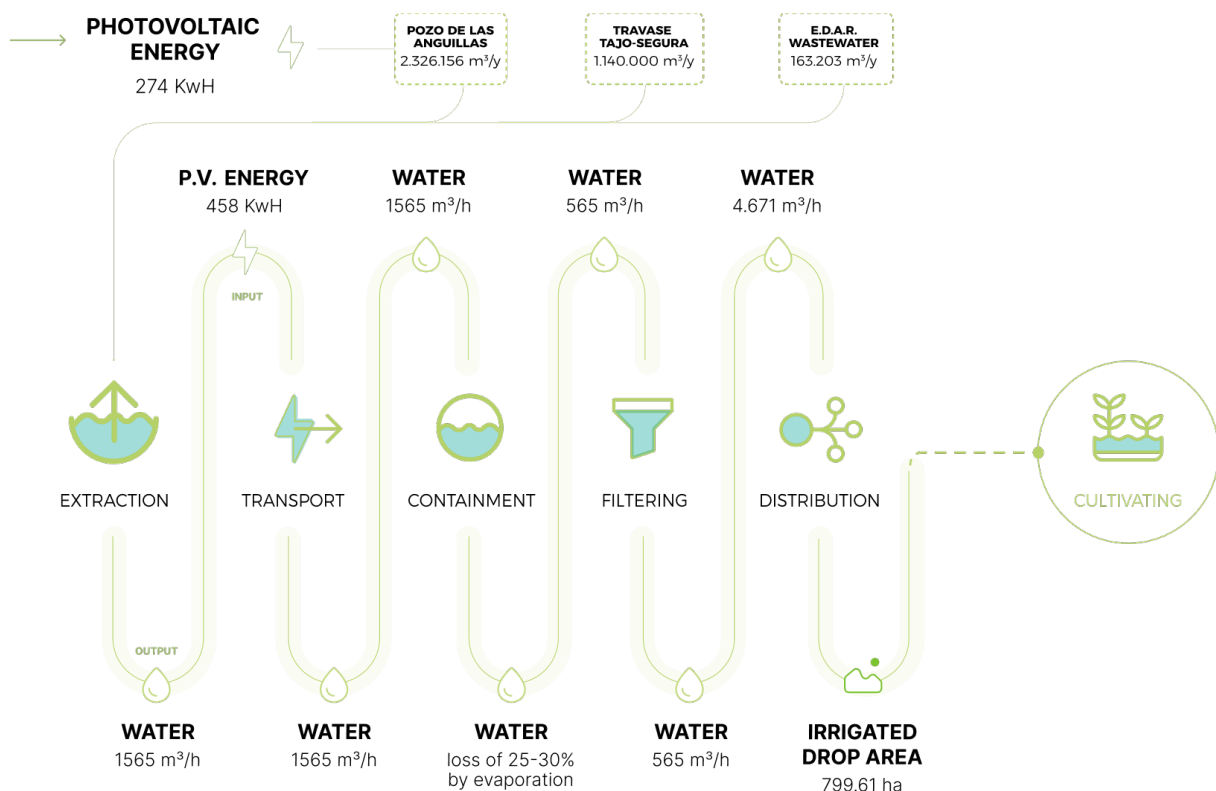 PHOTOVOLTAIC
ENERGY
274 KwH
POZO DE LAS
ANGUILLAS
2.326.156 m³/y
TRAVASE
TAJO-SEGURA
1.140.000 m³/y
E.D.A.R.
WASTEWATER
163.203 m³/y
P.V. ENERGY
458 KwH
WATER
1565 m³/h
WATER
565 m³/h
WATER
4.671 m³/h
INPUT
EXTRACTION
TRANSPORT
CONTAINMENT
FILTERING
DISTRIBUTION
CULTIVATING
OUTPUT
WATER
1565 m³/h
WATER
1565 m³/h
WATER
loss of 25-30%
by evaporation
WATER
565 m³/h
IRRIGATED
DROP AREA
799.61 ha